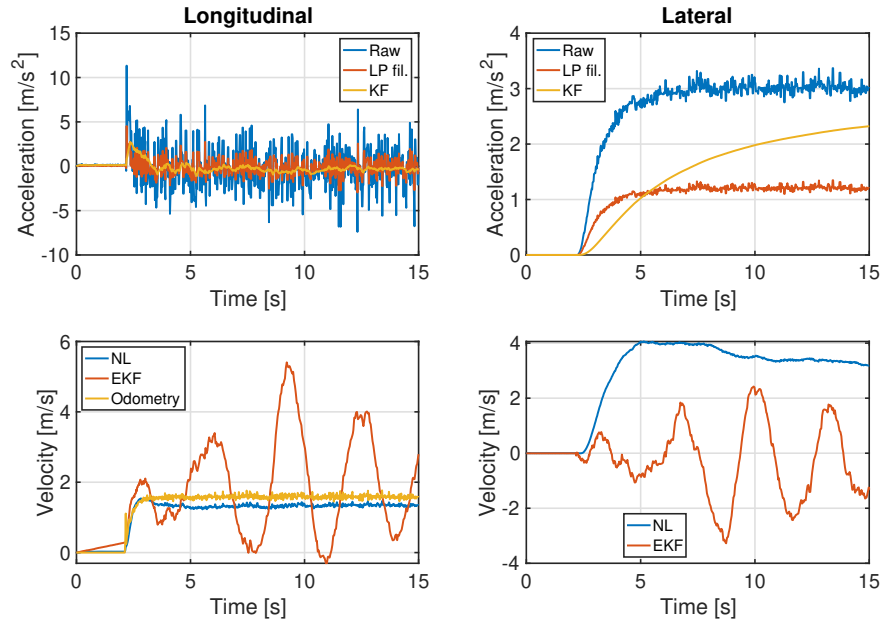 Longitudinal
15
10
5
0
-5
-10
Acceleration [m/s²]
Raw
LP fil.
KF
0
5
10
15
Time [s]
Lateral
4
3
2
1
0
Acceleration [m/s²]
Raw
LP fil.
KF
0
5
10
15
Time [s]
6
4
2
0
Velocity [m/s]
NL
EKF
Odometry
0
5
10
15
Time [s]
4
2
0
-2
-4
Velocity [m/s]
NL
EKF
0
5
10
15
Time [s]